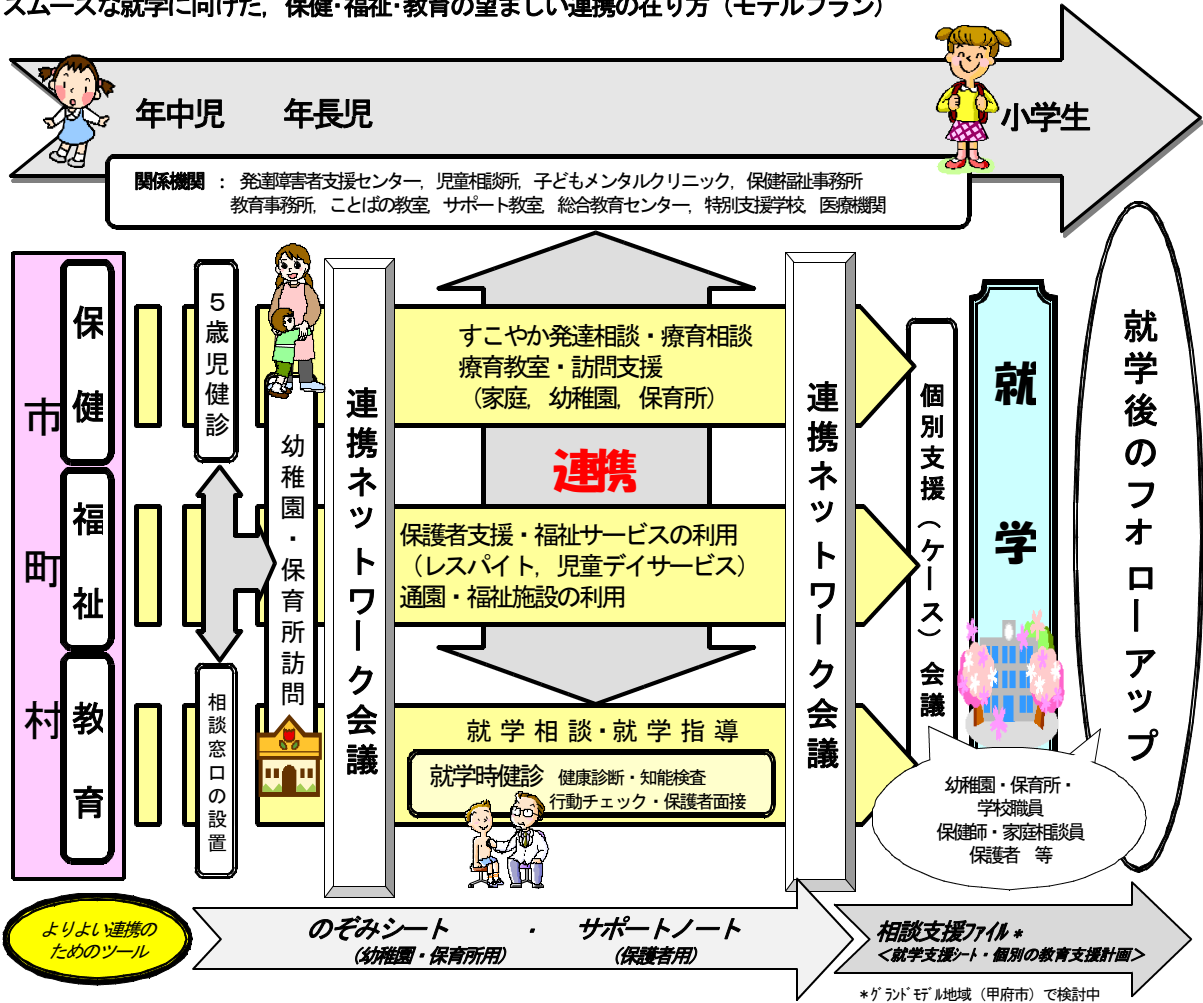 スムーズな就学に向けた，保健・福祉・教育の望ましい連携の在り方（モデルプラン）
年中児　年長児
小学生
関係機関 ： 発達障害者支援センター，児童相談所，子どもメンタルクリニック，保健福祉事務所
教育事務所，ことばの教室，サポート教室，総合教育センター，特別支援学校，医療機関
市町村
保健
福祉
教育
５歳児健診
相談窓口の設置
幼稚園・保育所訪問
連携ネットワーク会議
すこやか発達相談・療育相談
療育教室・訪問支援
（家庭，幼稚園，保育所）
連携
保護者支援・福祉サービスの利用
（レスパイト，児童デイサービス）
通園・福祉施設の利用
就学相談・就学指導
就学時健診　健康診断・知能検査
行動チェック・保護者面接
連携ネットワーク会議
個別支援（ケース）会議
就学
就学後のフォローアップ
幼稚園・保育所・
学校職員
保健師・家庭相談員
保護者　等
よりよい連携の
ためのツール
のぞみシート　・　サポートノート
（幼稚園・保育所用）　（保護者用）
相談支援ファイル＊
＜就学支援シート・個別の教育支援計画＞
＊グランドモデル地域（甲府市）で検討中